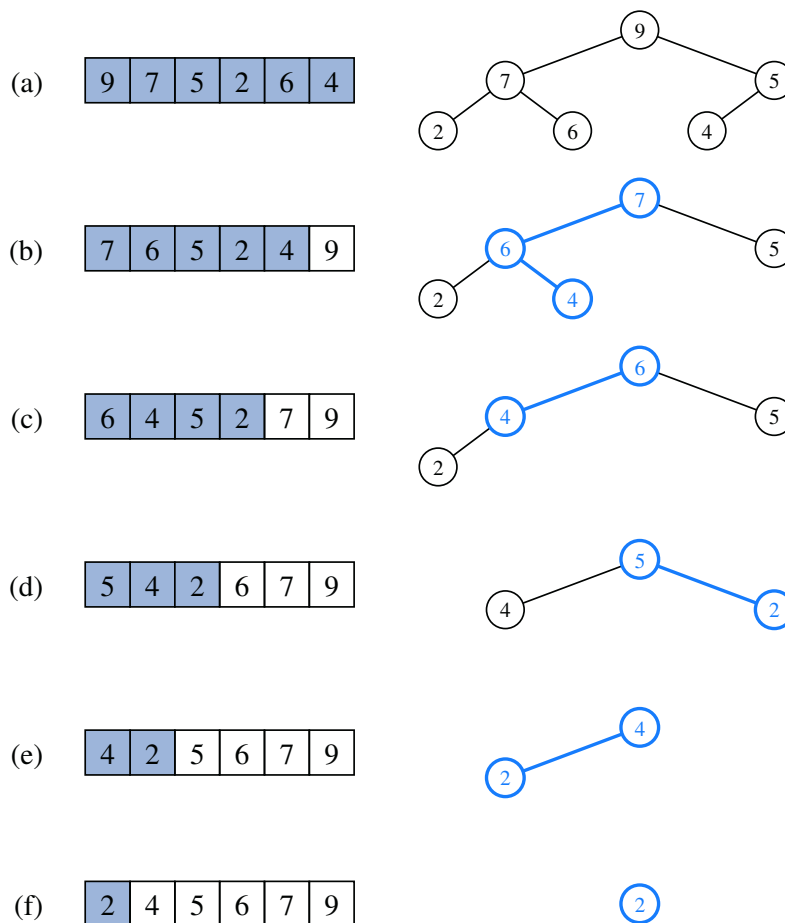 9
(a) 9 7 5 2 6 4
7 5
2 6 4
7
(b) 7 6 5 2 4 9
6 5
2 4
6
(c) 6 4 5 2 7 9
4 5
2
5
(d) 5 4 2 6 7 9
4 2
4
(e) 4 2 5 6 7 9
2
(f) 2 4 5 6 7 9
2